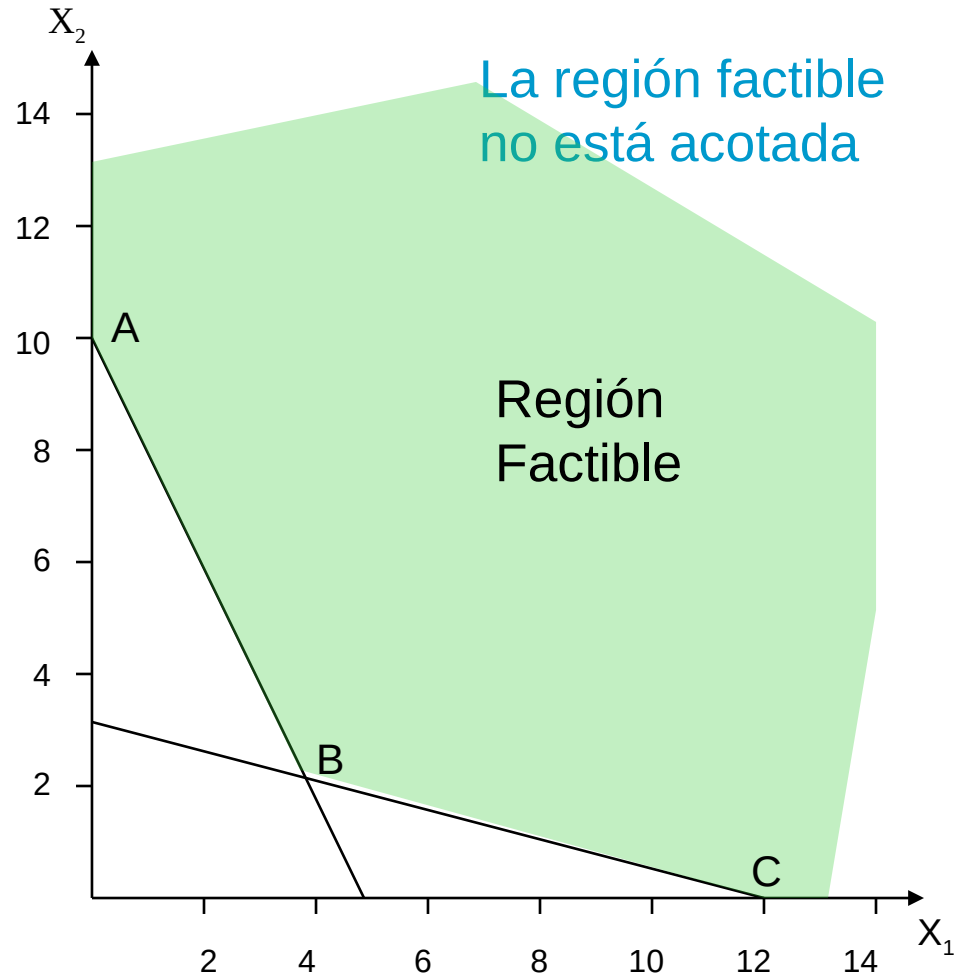 X2
La región factible
no está acotada
14
12
A
10
Región
8
Factible
6
4
B
2
C
X1
2 4 6 8 10 12 14